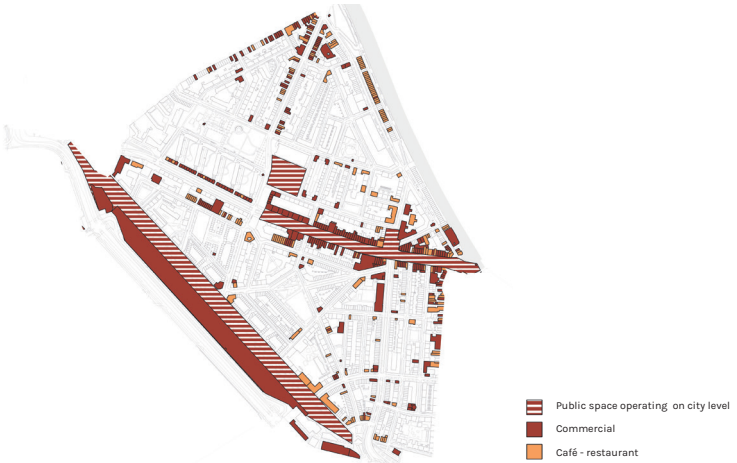 Public space operating on city level
Commercial
Café - restaurant